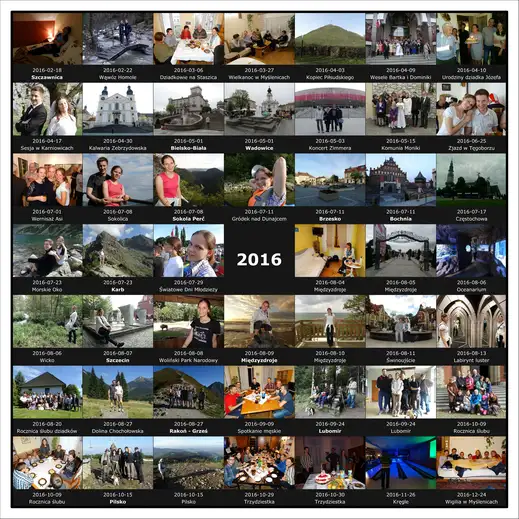 2016-02-18
Szczawnica
2016-02-22
Wąwóz Homole
2016-03-06
Dziadkowie na Staszica
2016-03-27
Wielkanoc w Myślenicach
2016-04-03
Kopiec Piłsudskiego
2016-04-09
Wesele Bartka i Dominiki
2016-04-10
Urodziny dziadka Józefa
2016-04-17
Sesja w Karniowicach
2016-04-30
Kalwaria Zebrzydowska
2016-05-01
Bielsko-Biała
2016-05-01
Wadowice
2016-05-03
Koncert Zimmera
2016-05-15
Komunia Moniki
2016-06-25
Zjazd w Tęgoborzu
2016-07-01
Wernisaż Asi
2016-07-08
Sokolica
2016-07-08
Sokola Perć
2016-07-11
Gródek nad Dunajcem
2016-07-11
Brzesko
2016-07-11
Bochnia
2016-07-17
Częstochowa
2016-07-23
Morskie Oko
2016-07-23
Karb
2016-07-29
Światowe Dni Młodzieży
2016
2016-08-04
Międzyzdroje
2016-08-05
Międzyzdroje
2016-08-06
Oceanarium
2016-08-06
Wicko
2016-08-07
Szczecin
2016-08-08
Woliński Park Narodowy
2016-08-09
Międzyzdroje
2016-08-10
Międzyzdroje
2016-08-11
Świnoujście
2016-08-11
Labirynt luster
2016-08-20
Rocznica ślubu dziadków
2016-08-27
Dolina Chochołowska
2016-08-27
Rakoń - Grześ
2016-09-09
Spotkanie męskie
2016-09-24
Lubomir
2016-09-24
Lubomir
2016-10-09
Rocznica ślubu
2016-10-09
Rocznica ślubu
2016-10-15
Pilsko
2016-10-15
Pilsko
2016-10-29
Trzydziestka
2016-10-30
Trzydziestka
2016-11-26
Kręgle
2016-12-24
Wigilia w Myślenicach